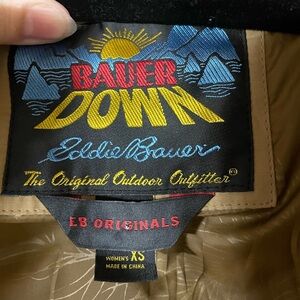 BAUER
DOWN
Eddie Bauer
The Original Outdoor Outfitter®
EB ORIGINALS
WOMEN'S XS
MADE IN CHINA